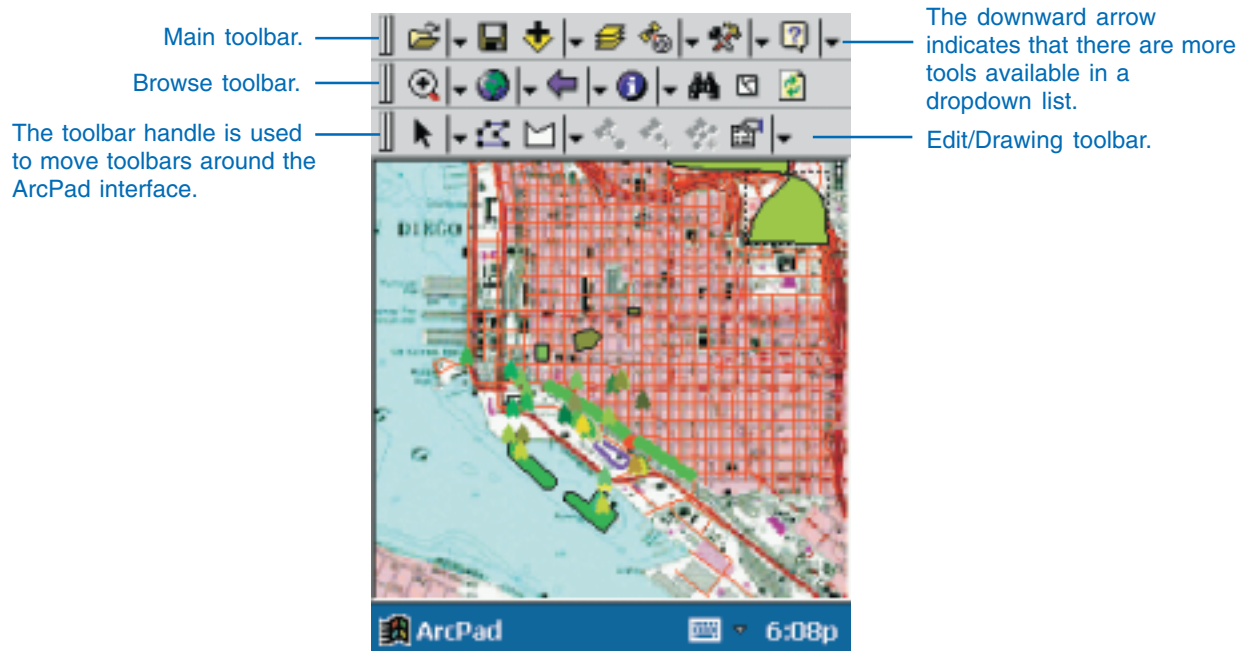 Main toolbar.
Browse toolbar.
The toolbar handle is used
to move toolbars around the
ArcPad interface.
The downward arrow
indicates that there are more
tools available in a
dropdown list.
Edit/Drawing toolbar.
DIEGO
ArcPad
6:08p